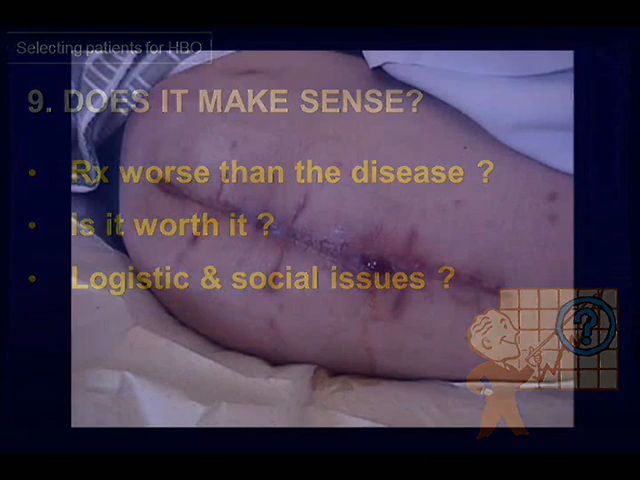 Selecting patients for HBO
9. DOES IT MAKE SENSE?
• Rx worse than the disease ?
• Is it worth it ?
• Logistic & social issues ?
?